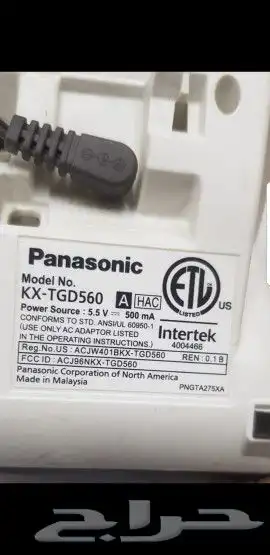 Panasonic
Model No.
KX-TGD560 A HAC
Power Source : 5.5 V 500 mA
CONFORMS TO STD. ANSI/UL 60950-1
(USE ONLY AC ADAPTOR LISTED
IN THE OPERATING INSTRUCTIONS.)
ETL
LISTED
US
Intertek
4004466
Reg.No.US : ACJW401BKX-TGD560 REN : 0.1 B
FCC ID : ACJ96NKX-TGD560
Panasonic Corporation of North America
Made in Malaysia
PNGTA275XA
حراج